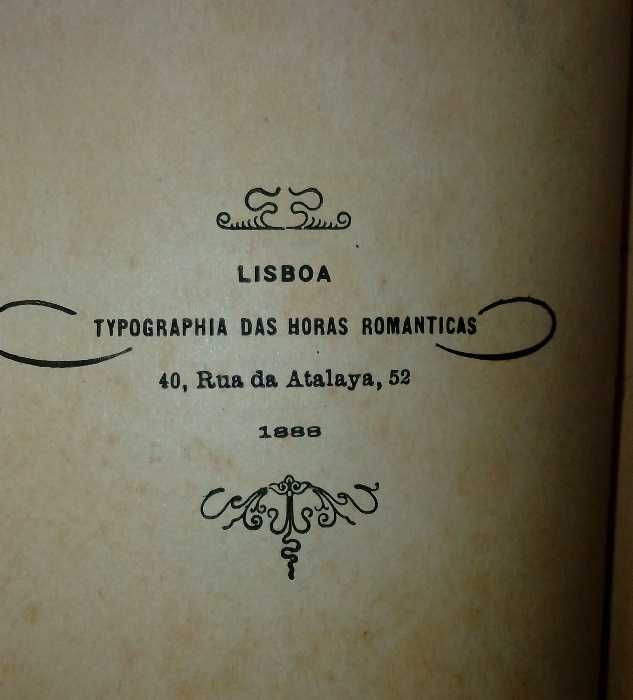 LISBOA
TYPOGRAPHIA DAS HORAS ROMANTICAS
40, Rua da Atalaya, 52
1888